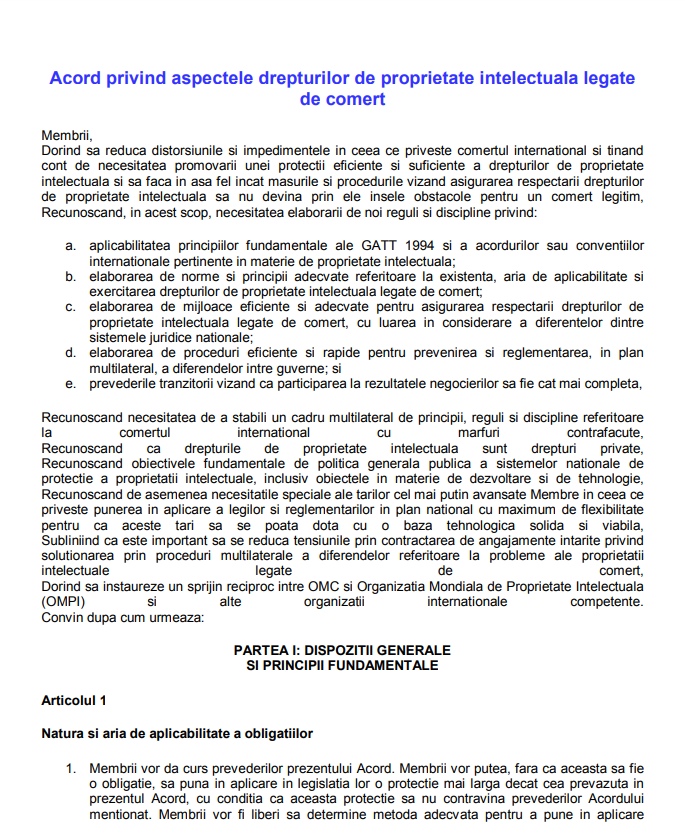 Acord privind aspectele drepturilor de proprietate intelectuala legate
de comert
Membrii,
Dorind sa reduca distorsiunile si impedimentele in ceea ce priveste comertul international si tinand
cont de necesitatea promovarii unei protectii eficiente si suficiente a drepturilor de proprietate
intelectuala si sa faca in asa fel incat masurile si procedurile vizand asigurarea respectarii drepturilor
de proprietate intelectuala sa nu devina prin ele insele obstacole pentru un comert legitim,
Recunoscand, in acest scop, necesitatea elaborarii de noi reguli si discipline privind:
a. aplicabilitatea principiilor fundamentale ale GATT 1994 si a acordurilor sau conventiilor
internationale pertinente in materie de proprietate intelectuala;
b. elaborarea de norme si principii adecvate referitoare la existenta, aria de aplicabilitate si
exercitarea drepturilor de proprietate intelectuala legate de comert;
c. elaborarea de mijloace eficiente si adecvate pentru asigurarea respectarii drepturilor de
proprietate intelectuala legate de comert, cu luarea in considerare a diferentelor dintre
sistemele juridice nationale;
d. elaborarea de proceduri eficiente si rapide pentru prevenirea si reglementarea, in plan
multilateral, a diferendelor intre guverne; si
e. prevederile tranzitorii vizand ca participarea la rezultatele negocierilor sa fie cat mai completa,
Recunoscand necesitatea de a stabili un cadru multilateral de principii, reguli si discipline referitoare
la comertul international cu marfuri contrafacute,
Recunoscand ca drepturile de proprietate intelectuala sunt drepturi private,
Recunoscand obiectivele fundamentale de politica generala publica a sistemelor nationale de
protectie a proprietatii intelectuale, inclusiv obiectele in materie de dezvoltare si de tehnologie,
Recunoscand de asemenea necesitatile speciale ale tarilor cel mai putin avansate Membre in ceea ce
priveste punerea in aplicare a legilor si reglementarilor in plan national cu maximum de flexibilitate
pentru ca aceste tari sa se poata dota cu o baza tehnologica solida si viabila,
Subliniind ca este important sa se reduca tensiunile prin contractarea de angajamente intarite privind
solutionarea prin proceduri multilaterale a diferendelor referitoare la probleme ale proprietatii
intelectuale legate de comert,
Dorind sa instaureze un sprijin reciproc intre OMC si Organizatia Mondiala de Proprietate Intelectuala
(OMPI) si alte organizatii internationale competente.
Convin dupa cum urmeaza:
PARTEA I: DISPOZITII GENERALE
SI PRINCIPII FUNDAMENTALE
Articolul 1
Natura si aria de aplicabilitate a obligatiilor
1. Membrii vor da curs prevederilor prezentului Acord. Membrii vor putea, fara ca aceasta sa fie
o obligatie, sa puna in aplicare in legislatia lor o protectie mai larga decat cea prevazuta in
prezentul Acord, cu conditia ca aceasta protectie sa nu contravina prevederilor Acordului
mentionat. Membrii vor fi liberi sa determine metoda adecvata pentru a pune in aplicare